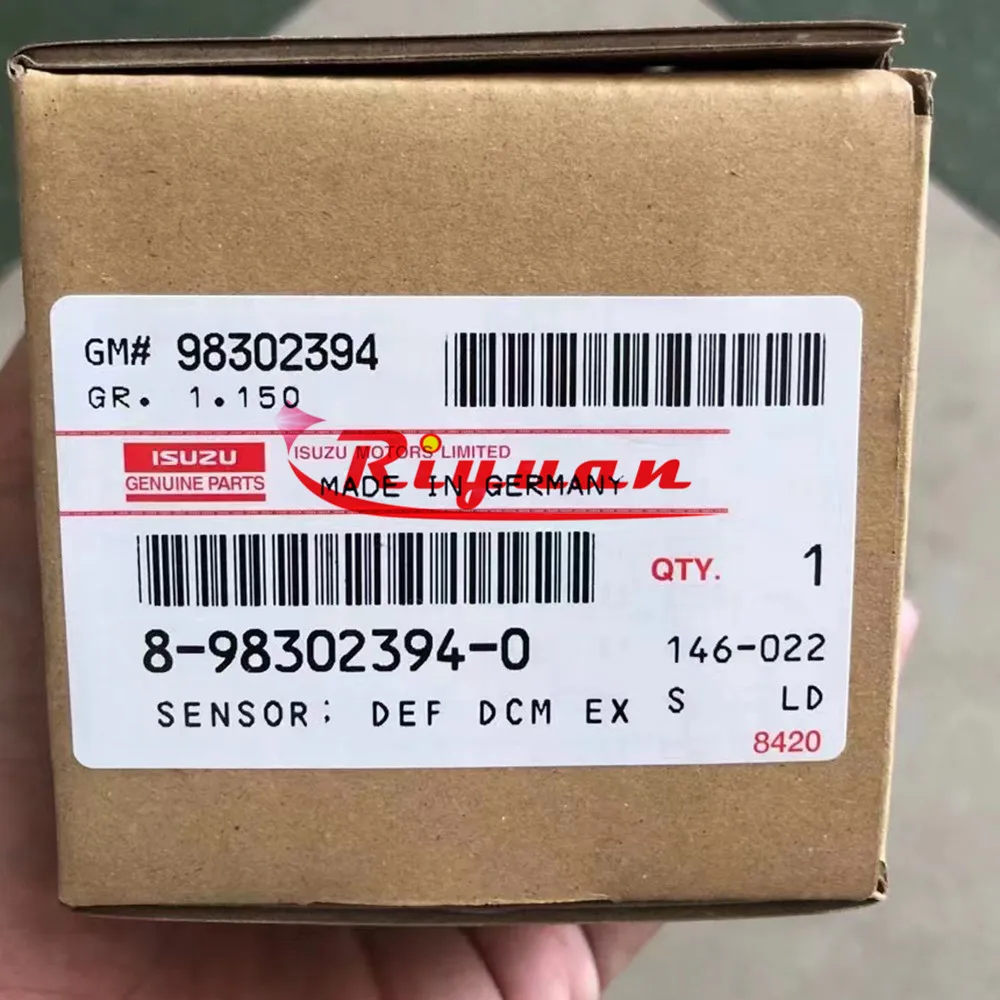 GM# 98302394
GR. 1.150
ISUZU
GENUINE PARTS
ISUZU MOTORS LIMITED
Riyuan
MADE IN GERMANY
QTY. 1
8-98302394-0
146-022
SENSOR; DEF DCM EX
S LD
8420